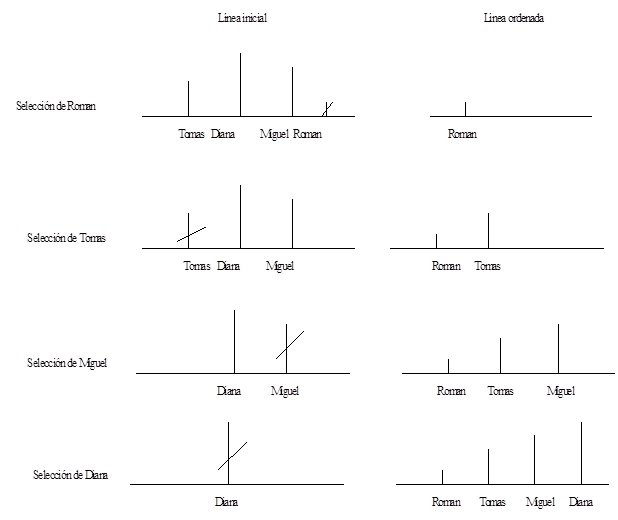 Linea inicial Linea ordenada
Selección de Roman
Tomas Diana Miguel Roman Roman
Selección de Tomas
Tomas Diana Miguel Roman Tomas
Selección de Miguel
Diana Miguel Roman Tomas Miguel
Selección de Diana
Diana Roman Tomas Miguel Diana